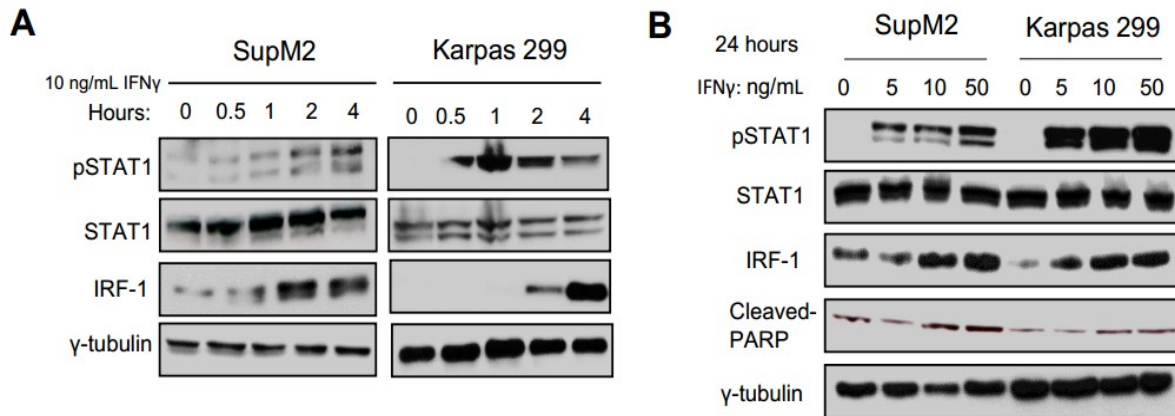 A
SupM2
Karpas 299
10 ng/mL IFNγ
Hours:
0 0.5 1 2 4
0 0.5 1 2 4
pSTAT1
STAT1
IRF-1
γ-tubulin
B
24 hours
SupM2
Karpas 299
IFNγ: ng/mL
0 5 10 50
0 5 10 50
pSTAT1
STAT1
IRF-1
Cleaved-
PARP
γ-tubulin